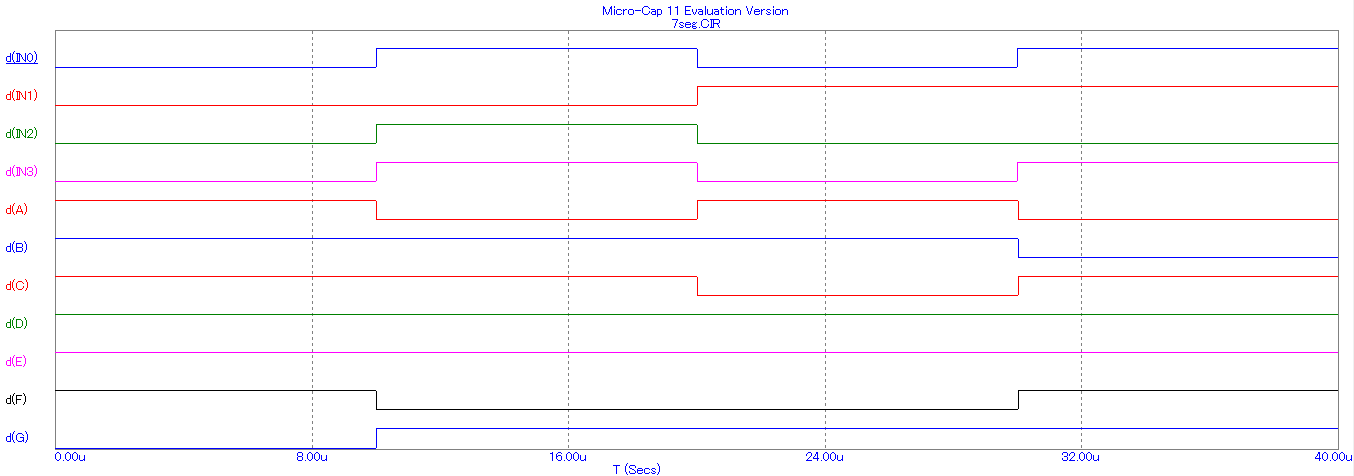 Micro-Cap 11 Evaluation Version
7seg.CIR
d(IN0)
d(IN1)
d(IN2)
d(IN3)
d(A)
d(B)
d(C)
d(D)
d(E)
d(F)
d(G)
0.00u 8.00u 16.00u 24.00u 32.00u 40.00u
T (Secs)